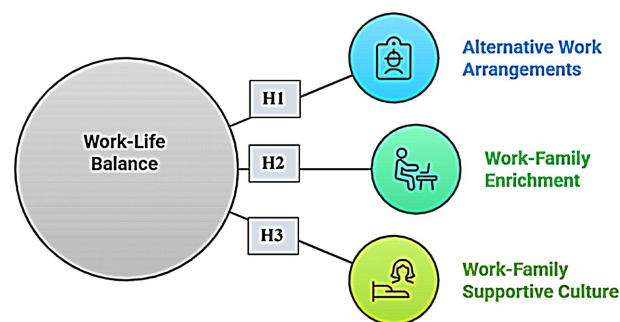 Work-Life
Balance
H1
Alternative Work
Arrangements
H2
Work-Family
Enrichment
H3
Work-Family
Supportive Culture